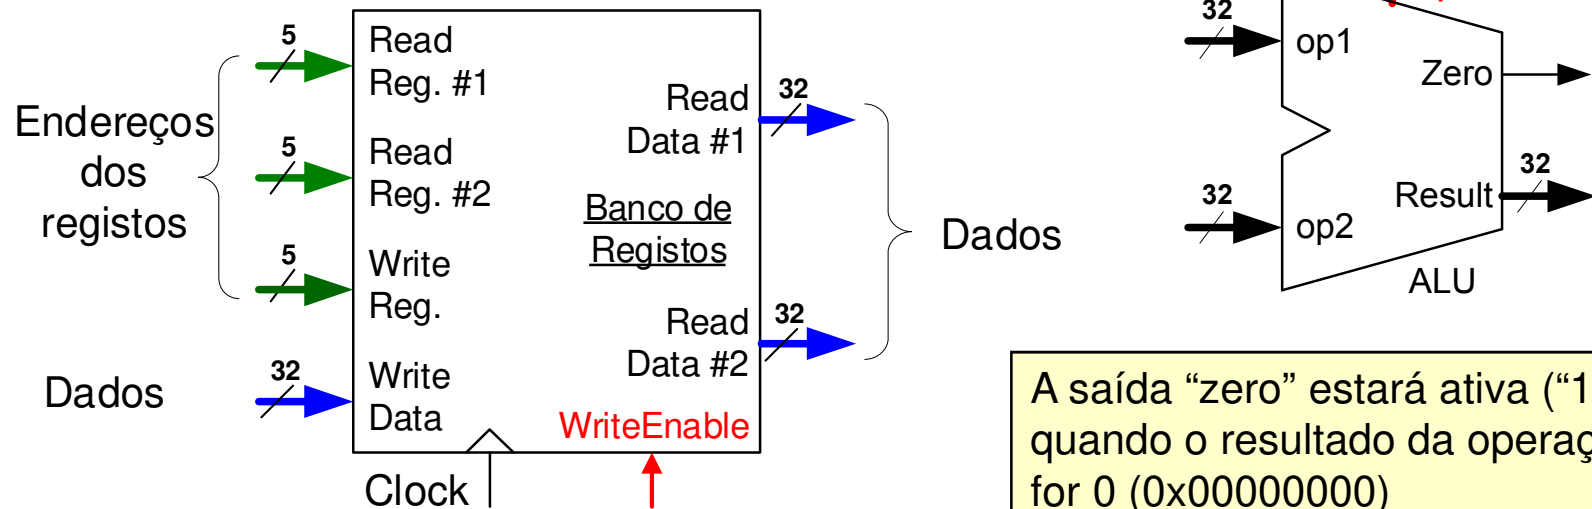 Endereços
dos
registos
Dados
5
5
5
32
Read
Reg. #1
Read
Reg. #2
Write
Reg.
Write
Data
Read
Data #1
Banco de
Registos
Read
Data #2
WriteEnable
Clock
32
32
Dados
32
32
op1
op2
Zero
Result
32
ALU
A saída “zero” estará ativa (“1
quando o resultado da operaç
for 0 (0x00000000)